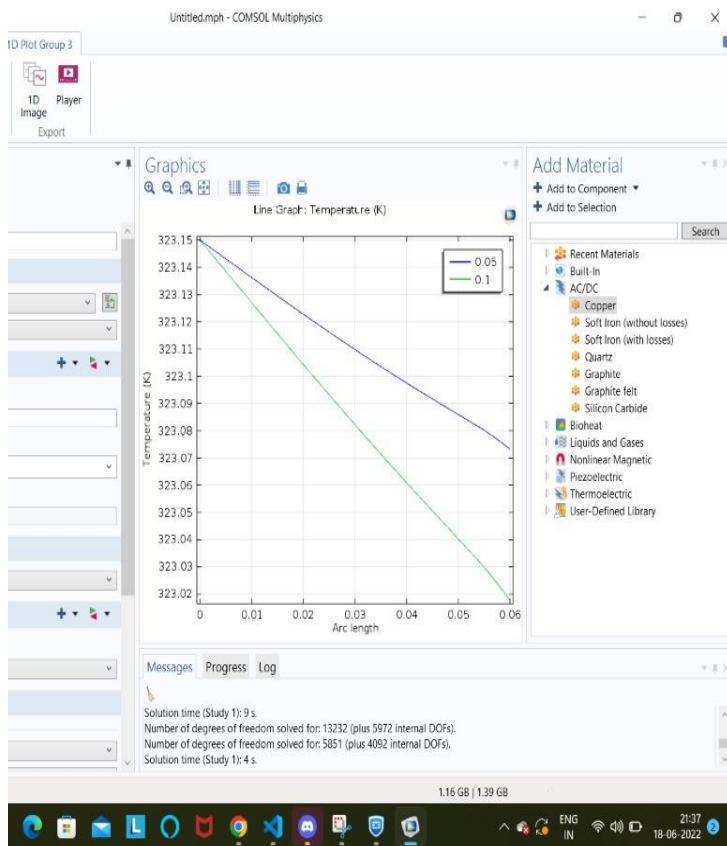 Untitled.mph - COMSOL Multiphysics
1D Plot Group 3
1D Image
Player
Export
Graphics
Line Graph: Temperature (K)
323.15
323.14
323.13
323.12
323.11
323.1
323.09
323.08
323.07
323.06
323.05
323.04
323.03
323.02
Temperature (K)
0.05
0.1
0 0.01 0.02 0.03 0.04 0.05 0.06
Arc length
Add Material
+ Add to Component
+ Add to Selection
Search
Recent Materials
Built-In
AC/DC
Copper
Soft Iron (without losses)
Soft Iron (with losses)
Quartz
Graphite
Graphite felt
Silicon Carbide
Bioheat
Liquids and Gases
Nonlinear Magnetic
Piezoelectric
Thermoelectric
User-Defined Library
Messages Progress Log
Solution time (Study 1): 9 s.
Number of degrees of freedom solved for: 13232 (plus 5972 internal DOFs).
Number of degrees of freedom solved for: 5851 (plus 4092 internal DOFs).
Solution time (Study 1): 4 s.
1.16 GB | 1.39 GB
L
ENG
IN
21:37
18-06-2022
2